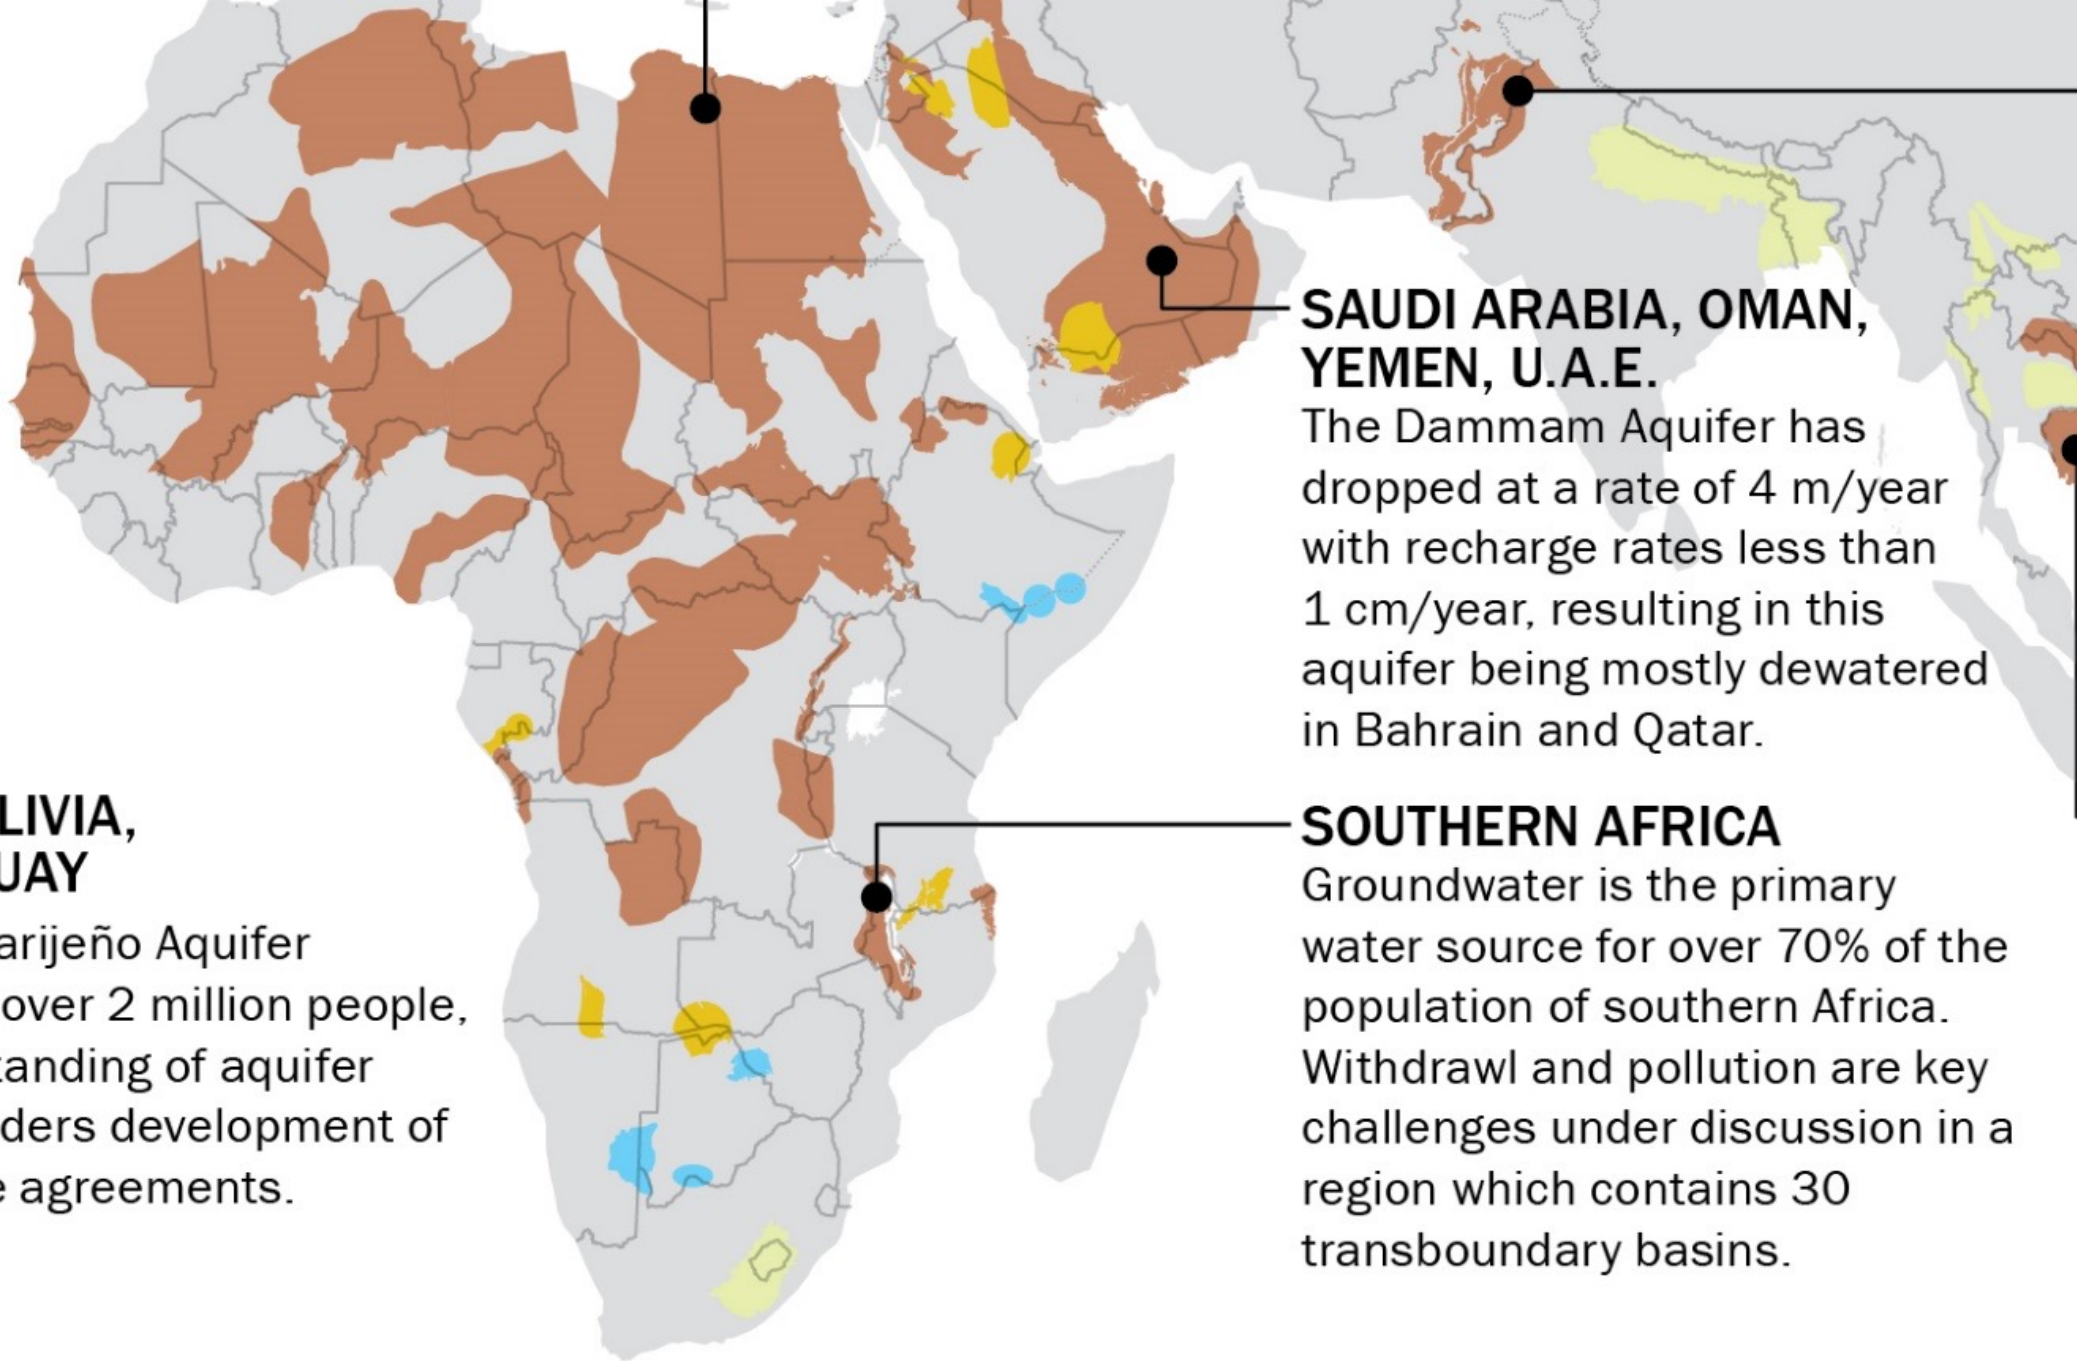 SAUDI ARABIA, OMAN,
YEMEN, U.A.E.
The Dammam Aquifer has
dropped at a rate of 4 m/year
with recharge rates less than
1 cm/year, resulting in this
aquifer being mostly dewatered
in Bahrain and Qatar.
SOUTHERN AFRICA
Groundwater is the primary
water source for over 70% of the
population of southern Africa.
Withdrawl and pollution are key
challenges under discussion in a
region which contains 30
transboundary basins.
LIVIA,
UAY
arijeño Aquifer
over 2 million people,
tanding of aquifer
ders development of
e agreements.